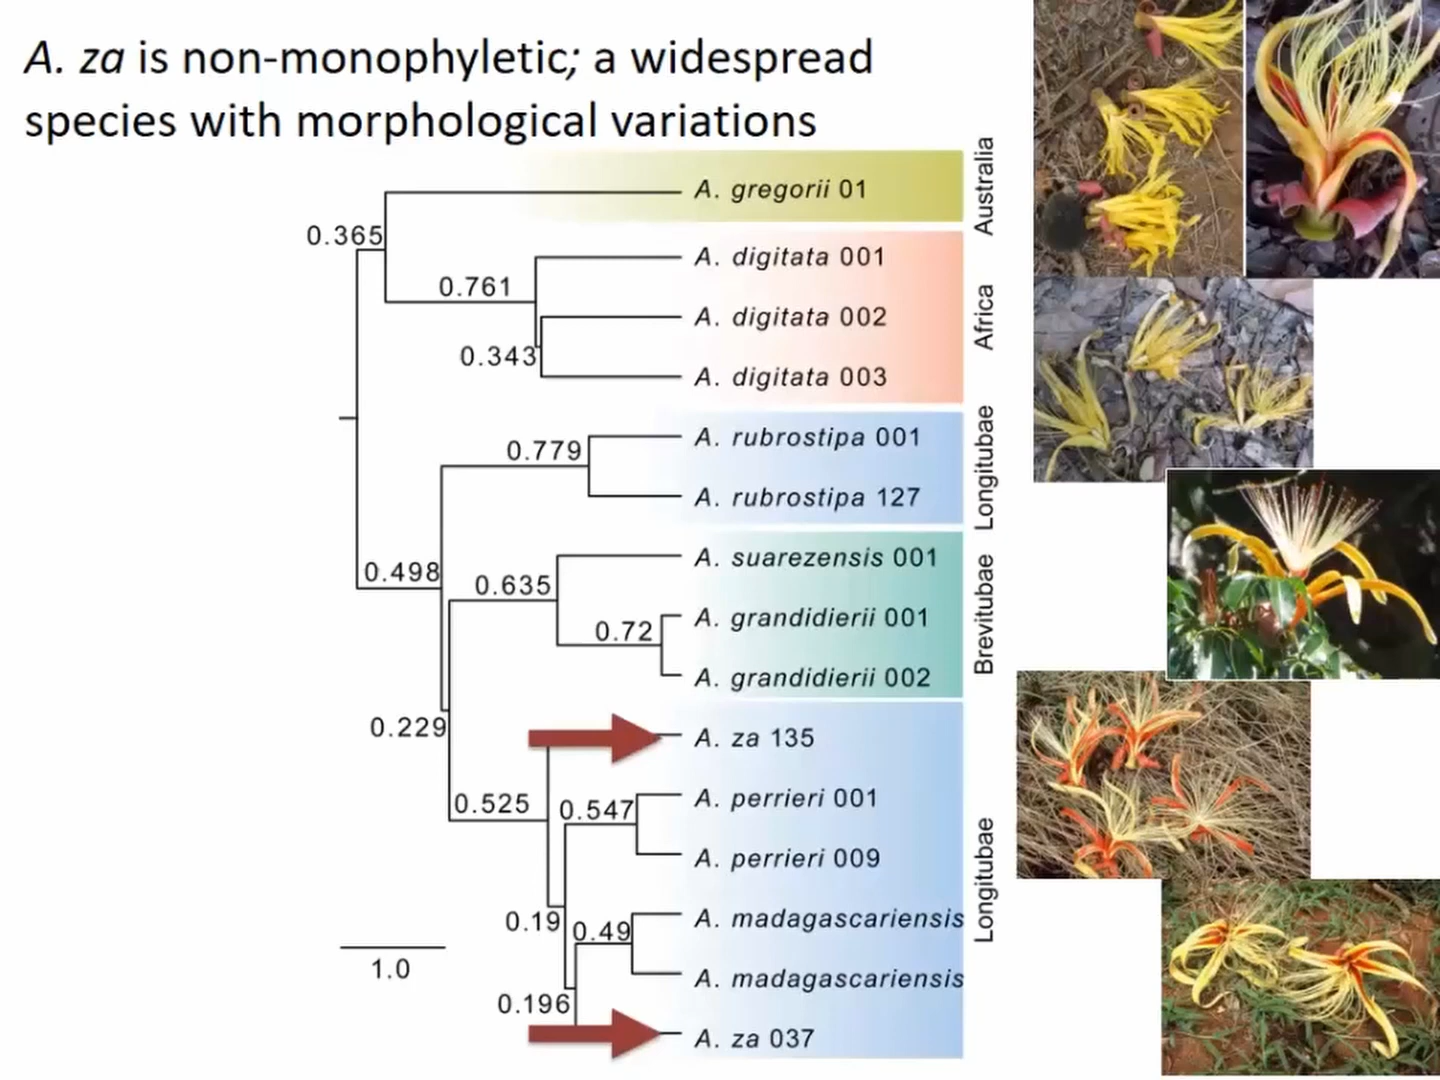 A. za is non-monophyletic; a widespread
species with morphological variations
Australia
A. gregorii 01
0.365
A. digitata 001
0.761
Africa
A. digitata 002
0.343
A. digitata 003
Longitubae
A. rubrostipa 001
0.779
A. rubrostipa 127
Brevitubae
A. suarezensis 001
0.498
0.635
A. grandidierii 001
0.72
A. grandidierii 002
0.229
A. za 135
0.525
0.547
A. perrieri 001
A. perrieri 009
Longitubae
0.19
0.49
A. madagascariensis
1.0
A. madagascariensis
0.196
A. za 037